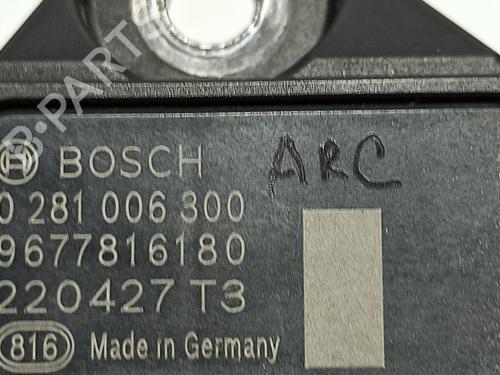 BOSCH ARC
0 281 006 300
9677816180
220427 T3
816 Made in Germany
B-PARTS